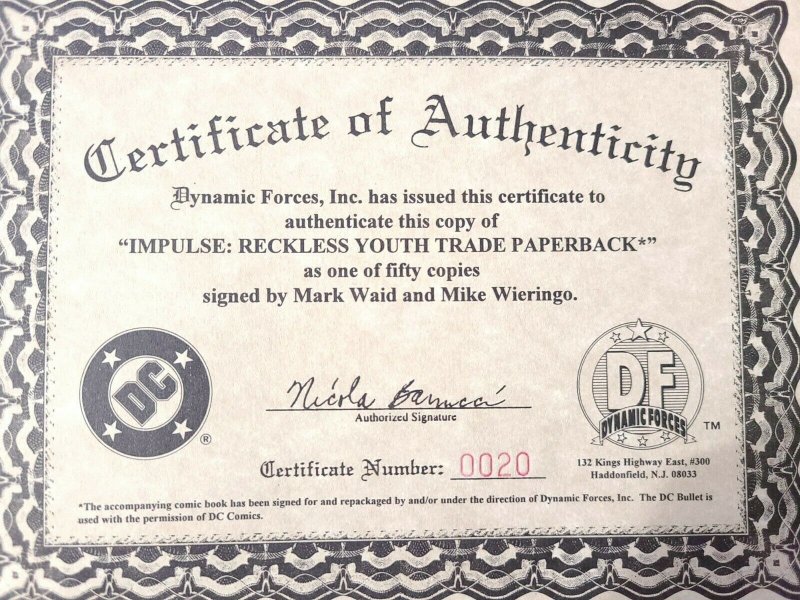 Certificate of Authenticity
Dynamic Forces, Inc. has issued this certificate to
authenticate this copy of
“IMPULSE: RECKLESS YOUTH TRADE PAPERBACK*”
as one of fifty copies
signed by Mark Waid and Mike Wieringo.
DC
®
Nicola Barrucci
Authorized Signature
DF
DYNAMIC FORCES
TM
Certificate Number: 0020
132 Kings Highway East, #300
Haddonfield, N.J. 08033
*The accompanying comic book has been signed for and repackaged by and/or under the direction of Dynamic Forces, Inc. The DC Bullet is
used with the permission of DC Comics.